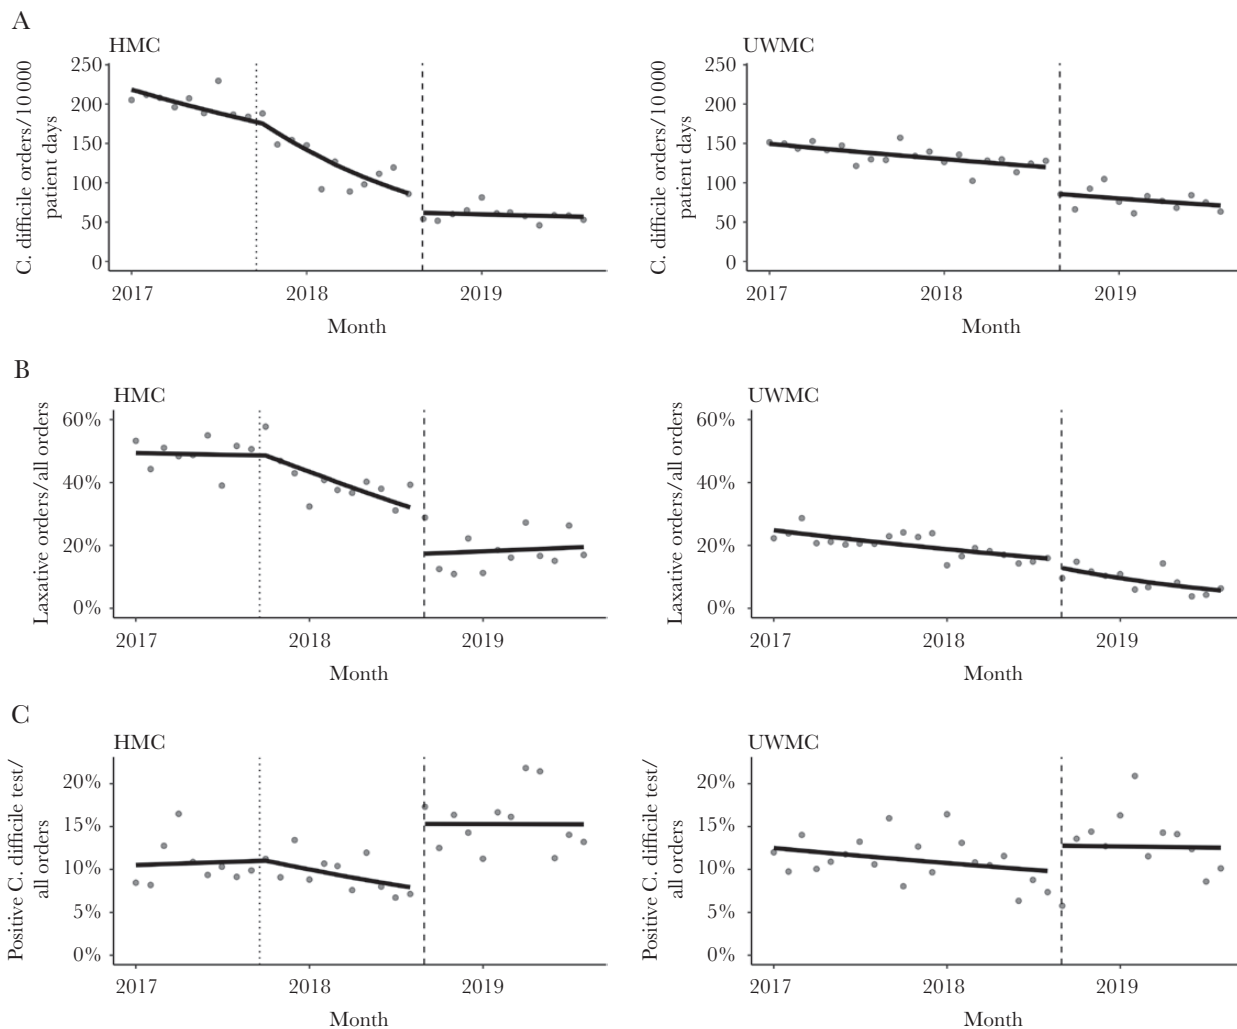 A
HMC
C. difficile orders/10 000
patient days
250
200
150
100
50
0
2017
2018
2019
Month
UWMC
C. difficile orders/10 000
patient days
250
200
150
100
50
0
2017
2018
2019
Month
B
HMC
Laxative orders/all orders
60%
40%
20%
0%
2017
2018
2019
Month
UWMC
Laxative orders/all orders
60%
40%
20%
0%
2017
2018
2019
Month
C
HMC
Positive C. difficile test/
all orders
20%
15%
10%
5%
0%
2017
2018
2019
Month
UWMC
Positive C. difficile test/
all orders
20%
15%
10%
5%
0%
2017
2018
2019
Month